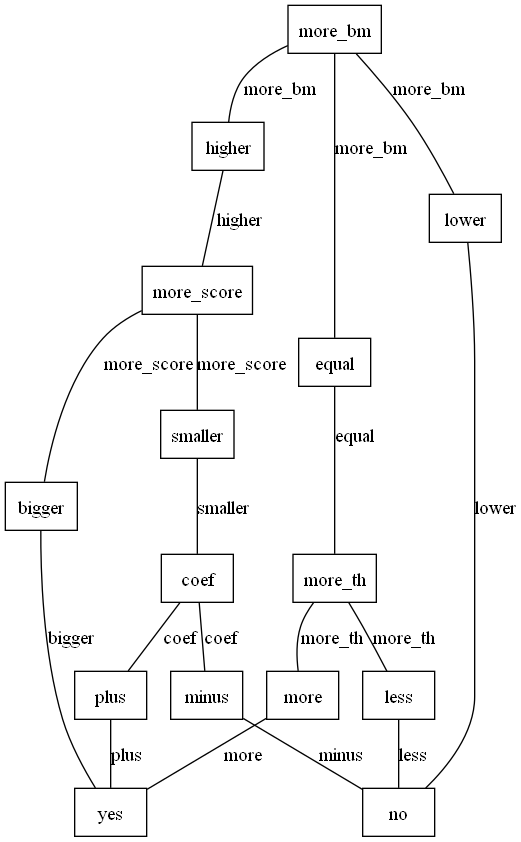 more_bm
more_bm
more_bm
more_bm
higher
lower
higher
more_score
more_score
more_score
equal
smaller
equal
bigger
smaller
lower
coef
more_th
bigger
coef
coef
more_th
more_th
plus
minus
more
less
plus
more
minus
less
yes
no